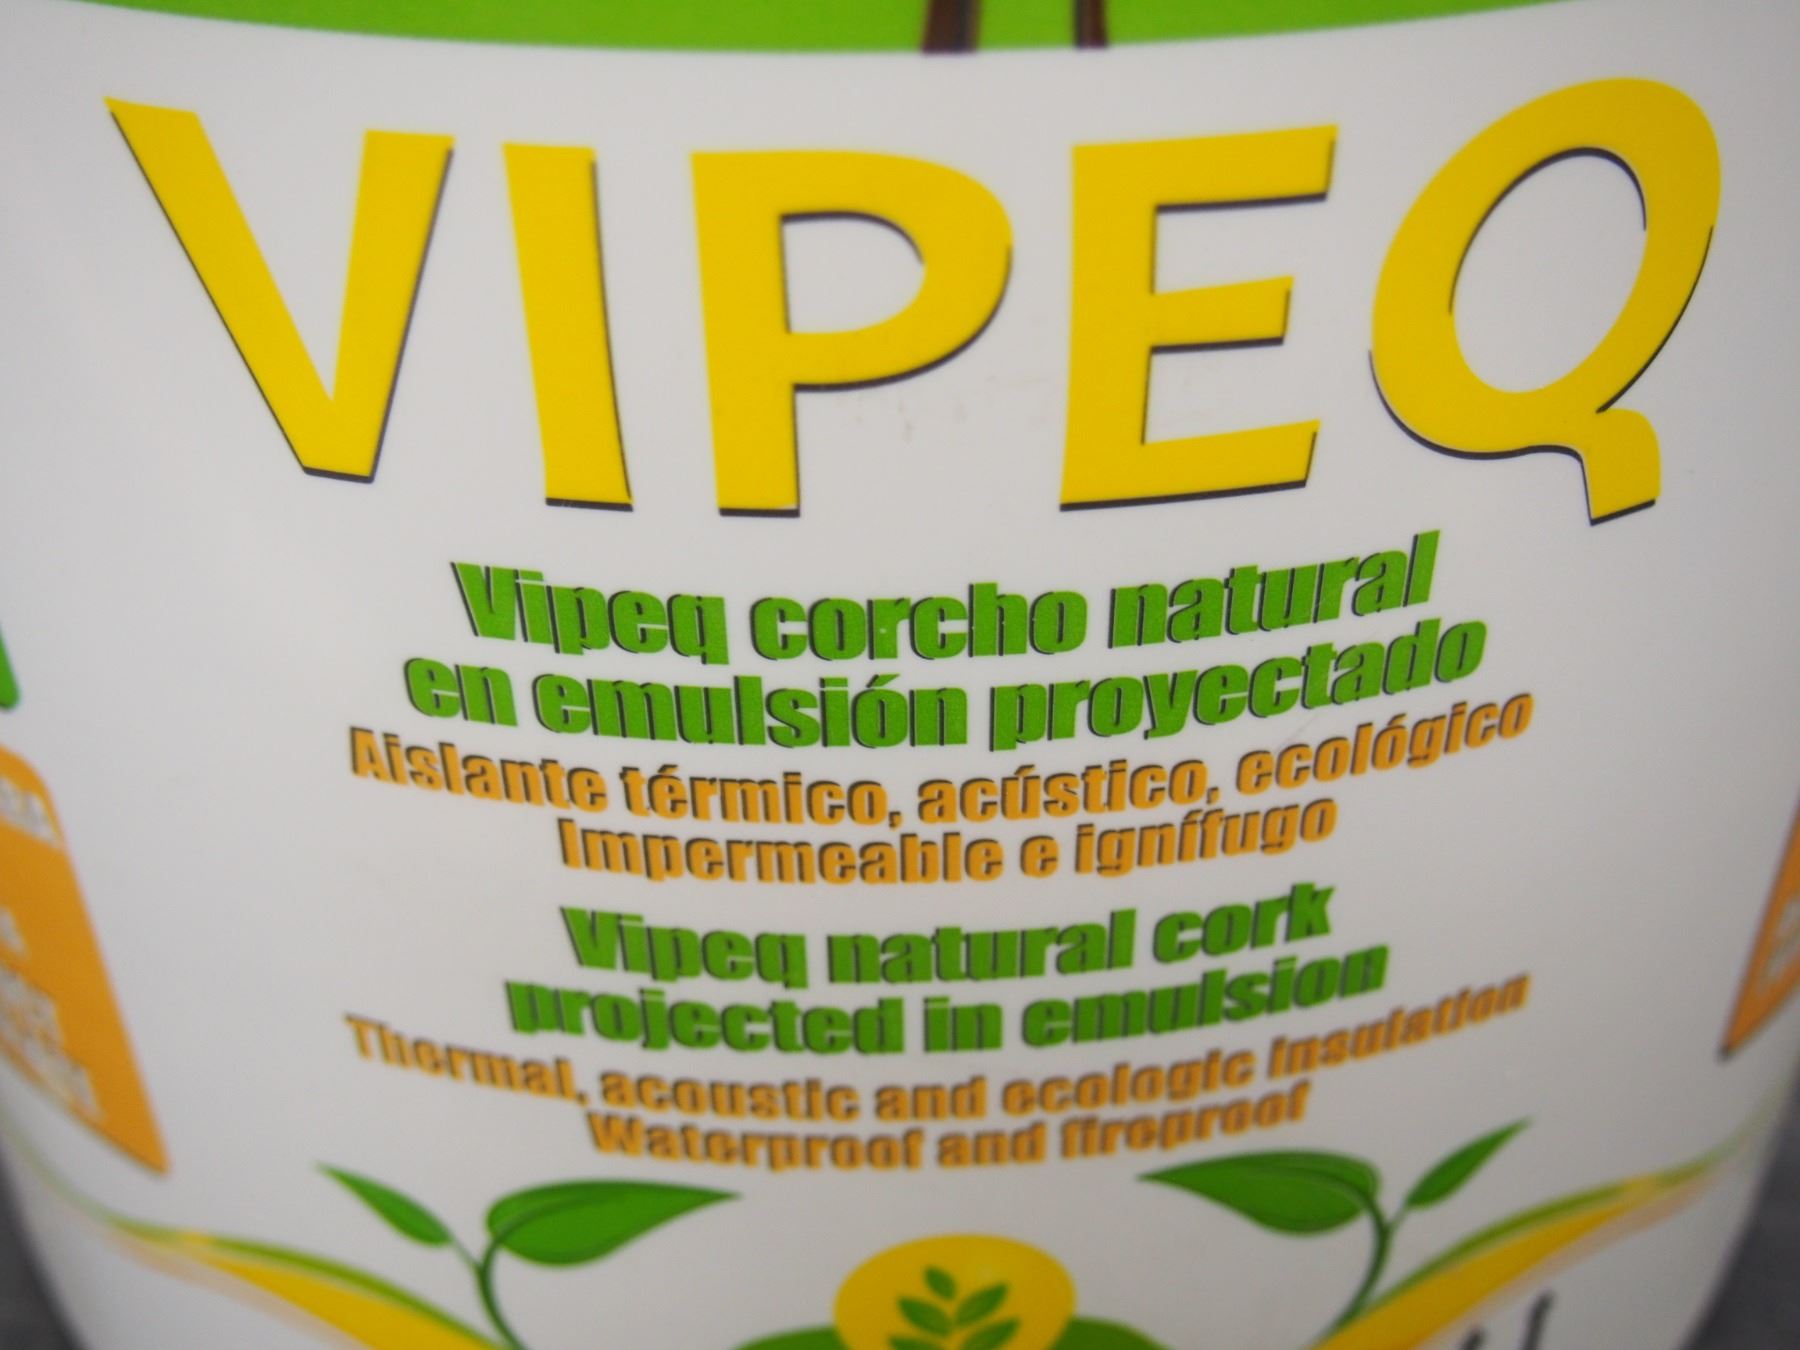 VIPEQ
Vipeq corcho natural
en emulsión proyectado
Aislante térmico, acústico, ecológico
Impermeable e ignífugo
Vipeq natural cork
projected in emulsion
Thermal, acoustic and ecologic insulation
Waterproof and fireproof